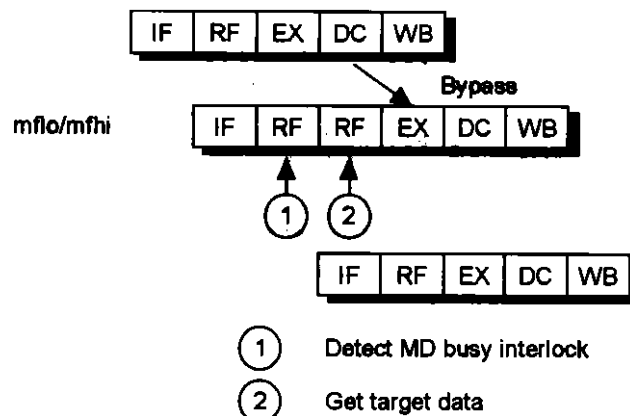 IF RF EX DC WB
Bypass
mflo/mfhi IF RF RF EX DC WB
1 2
IF RF EX DC WB
1 Detect MD busy interlock
2 Get target data